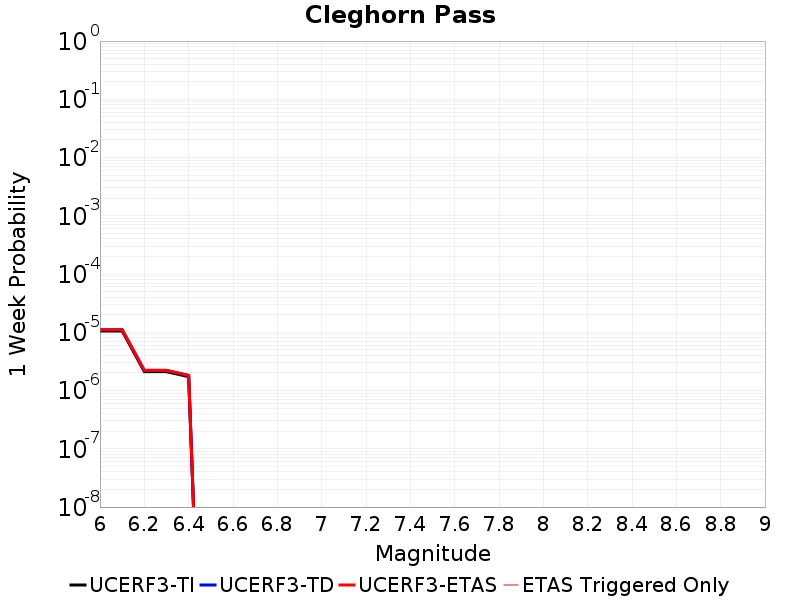 Cleghorn Pass
1 Week Probability
10^0
10^-1
10^-2
10^-3
10^-4
10^-5
10^-6
10^-7
10^-8
6 6.2 6.4 6.6 6.8 7 7.2 7.4 7.6 7.8 8 8.2 8.4 8.6 8.8 9
Magnitude
UCERF3-TI UCERF3-TD UCERF3-ETAS ETAS Triggered Only